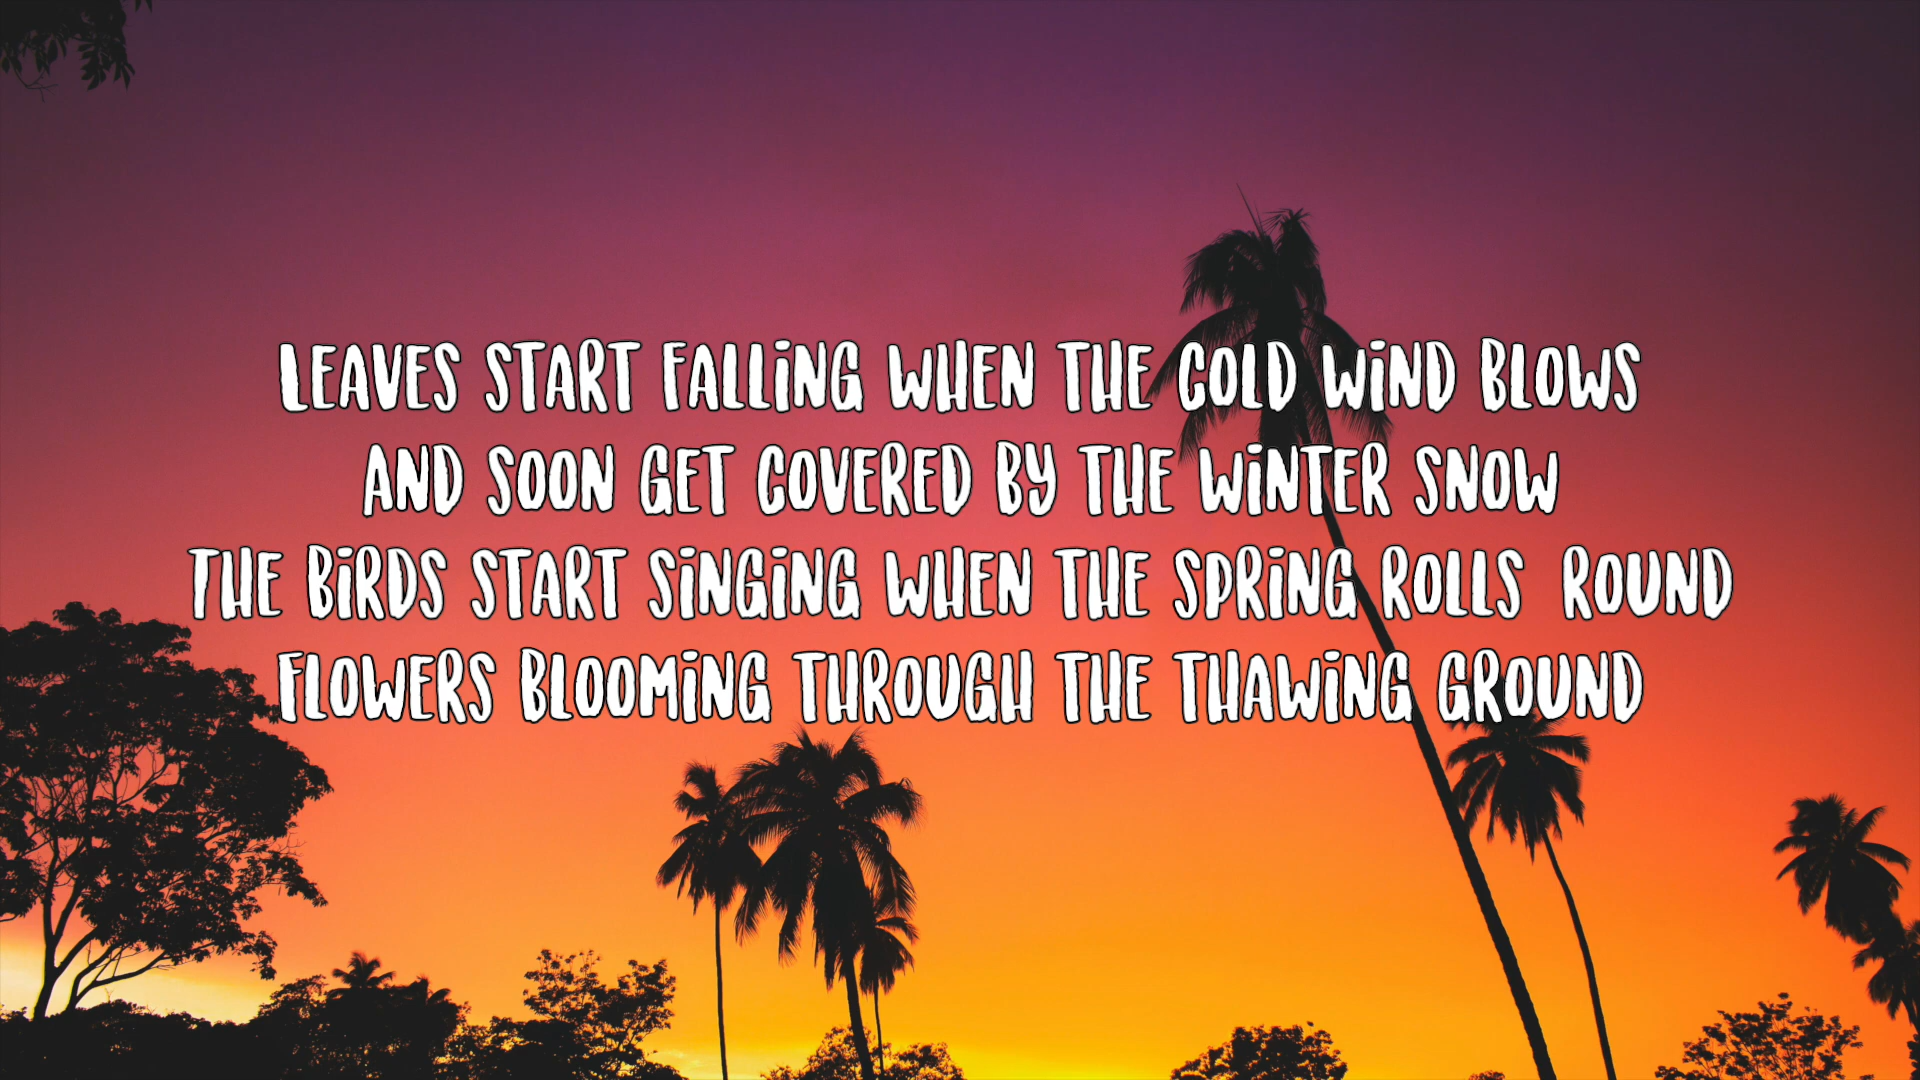 LEAVES START FALLING WHEN THE COLD WIND BLOWS
AND SOON GET COVERED BY THE WINTER SNOW
THE BIRDS START SINGING WHEN THE SPRING ROLLS ROUND
FLOWERS BLOOMING THROUGH THE THAWING GROUND